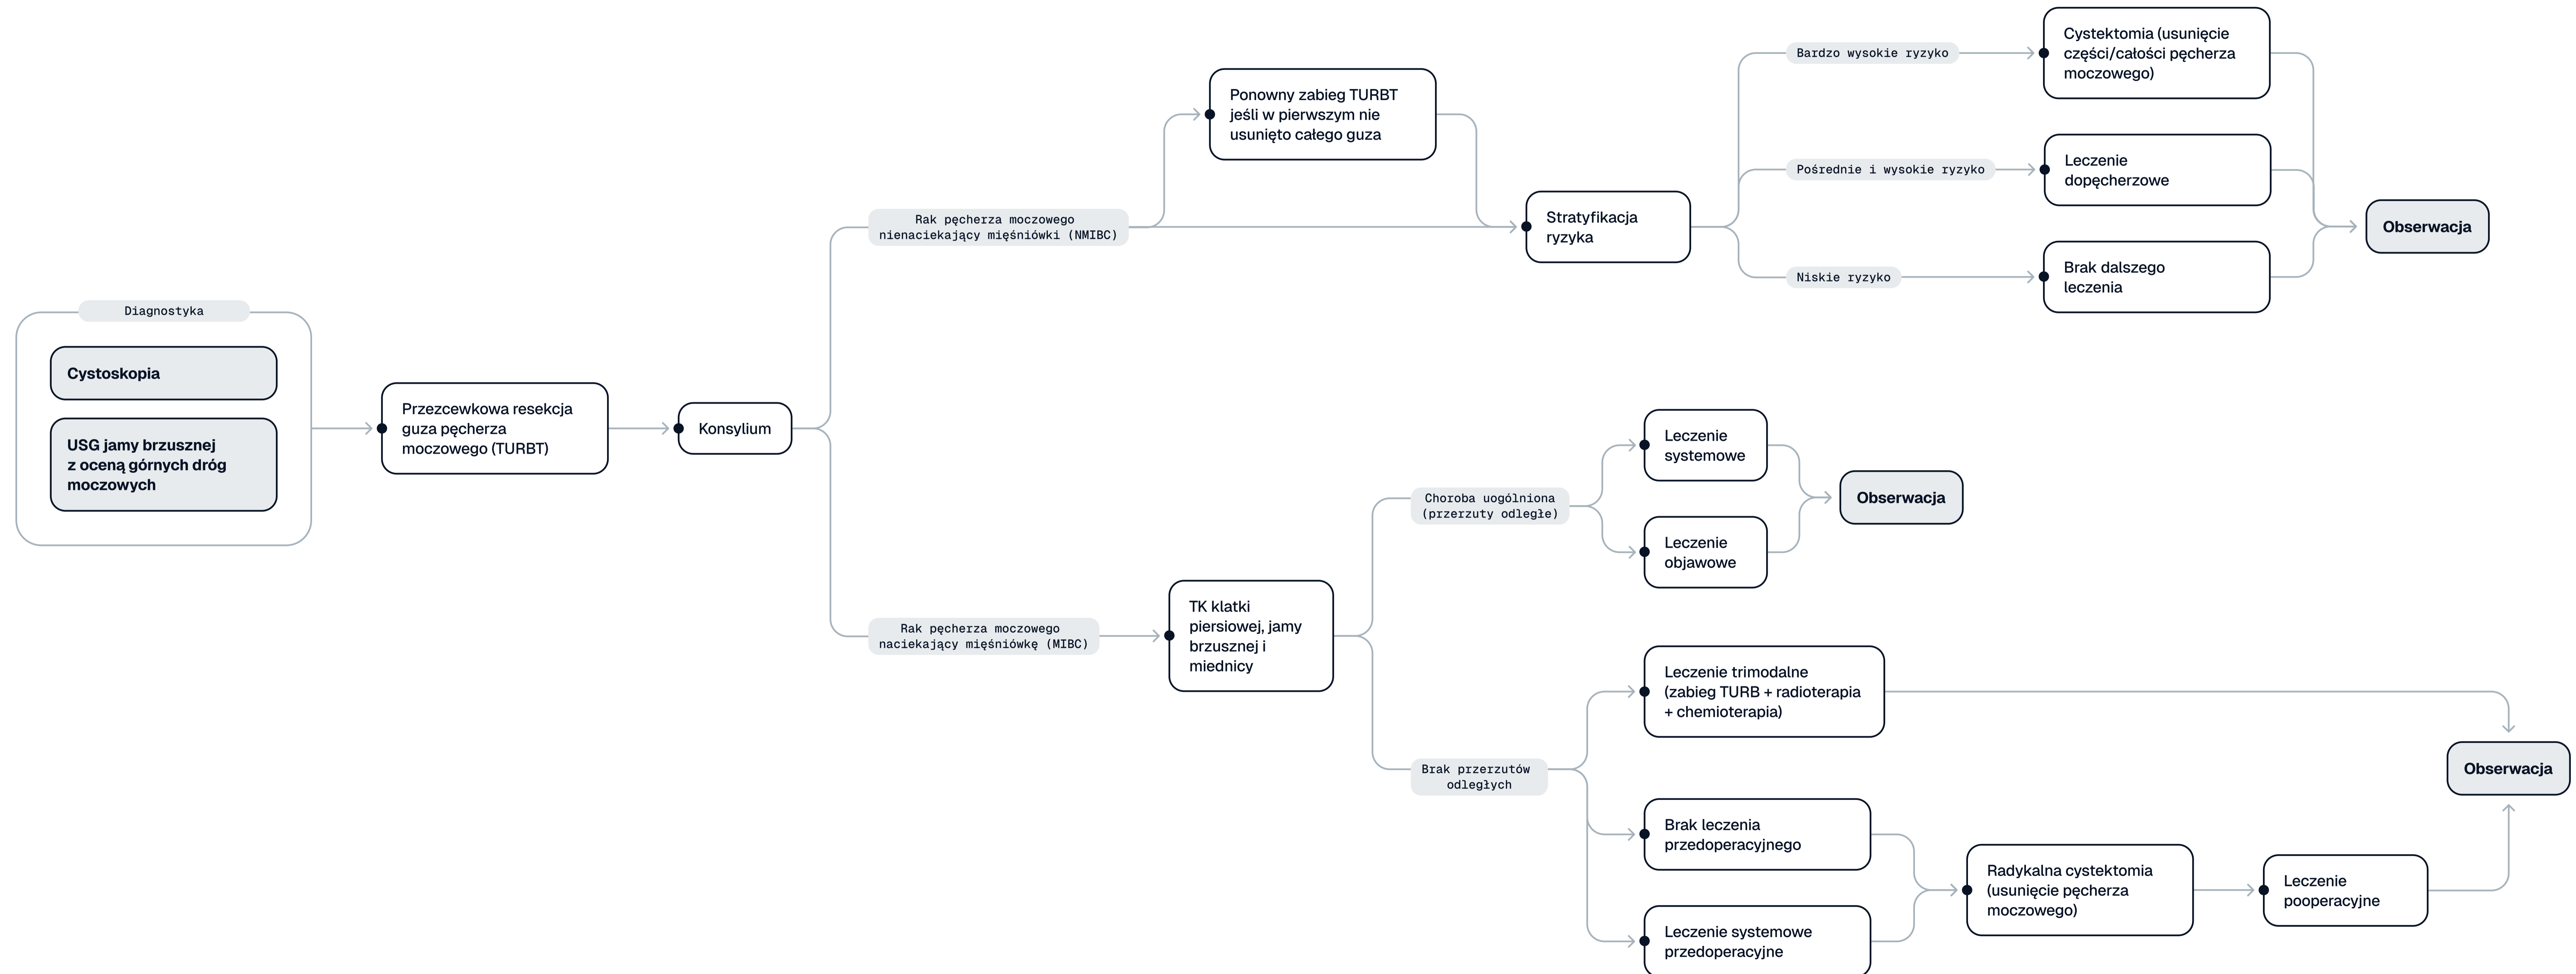 Diagnostyka
Cystoskopia
USG jamy brzusznej
z oceną górnych dróg
moczowych
Przezcewkowa resekcja
guza pęcherza
moczowego (TURBT)
Konsylium
Rak pęcherza moczowego
nienaciekający mięśniówki (NMIBC)
Ponowny zabieg TURBT
jeśli w pierwszym nie
usunięto całego guza
Stratyfikacja
ryzyka
Bardzo wysokie ryzyko
Cystektomia (usunięcie
części/całości pęcherza
moczowego)
Pośrednie i wysokie ryzyko
Leczenie
dopęcherzowe
Niskie ryzyko
Brak dalszego
leczenia
Obserwacja
Rak pęcherza moczowego
naciekający mięśniówkę (MIBC)
TK klatki
piersiowej, jamy
brzusznej i
miednicy
Choroba uogólniona
(przerzuty odległe)
Leczenie
systemowe
Leczenie
objawowe
Obserwacja
Brak przerzutów
odległych
Leczenie trimodalne
(zabieg TURB + radioterapia
+ chemioterapia)
Brak leczenia
przedoperacyjnego
Leczenie systemowe
przedoperacyjne
Radykalna cystektomia
(usunięcie pęcherza
moczowego)
Leczenie
pooperacyjne
Obserwacja